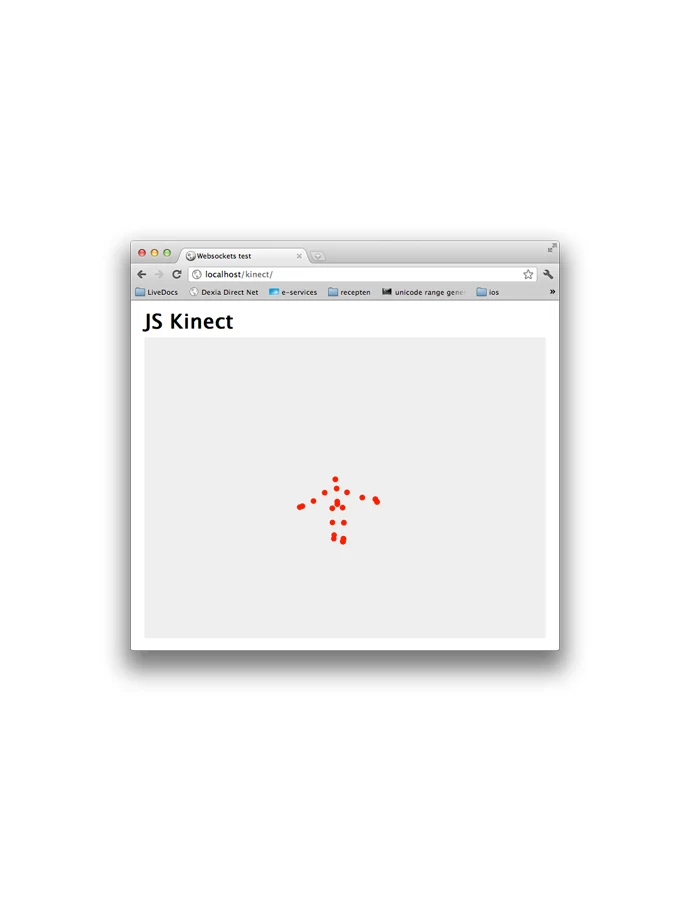 Websockets test
localhost/kinect/
LiveDocs Dexia Direct Net e-services recepten unicode range gene ios »
JS Kinect